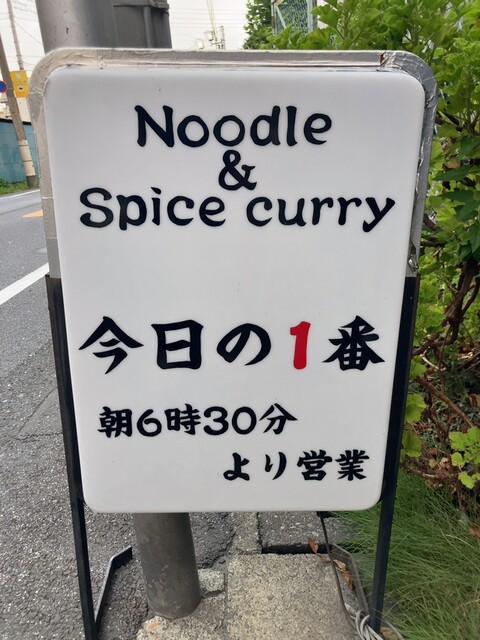 Noodle
&
Spice curry
今日の1番
朝6時30分
より営業